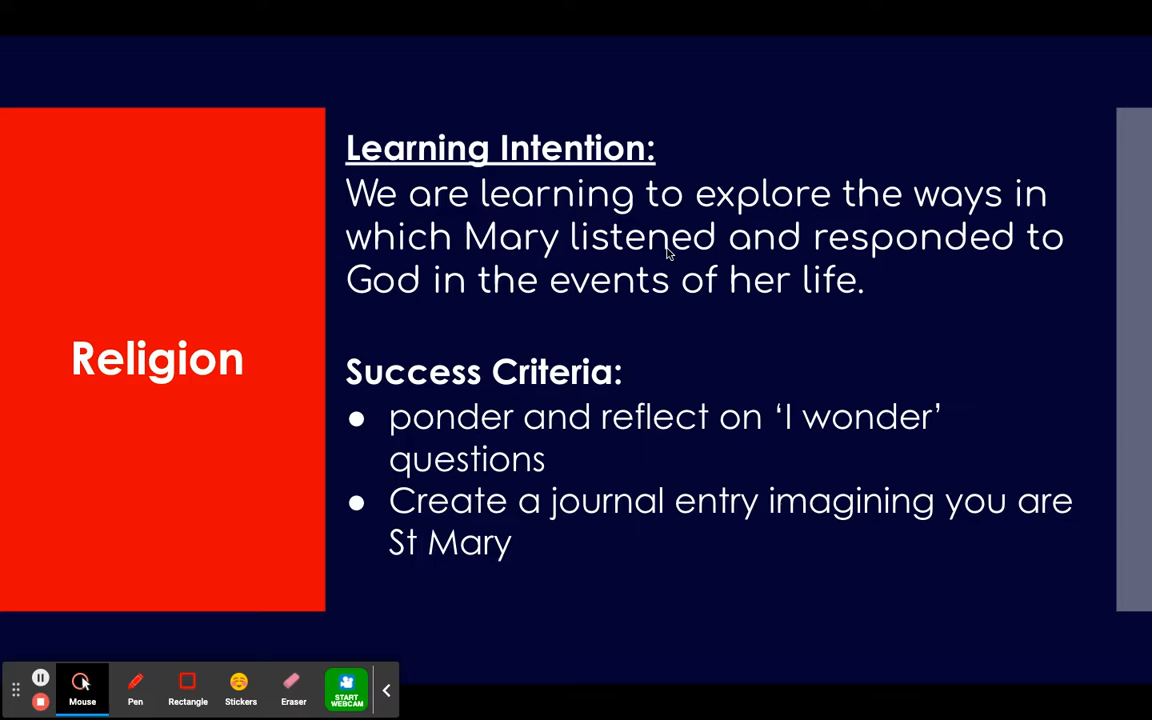 Learning Intention:
We are learning to explore the ways in
which Mary listened and responded to
God in the events of her life.
Religion
Success Criteria:
● ponder and reflect on ‘I wonder’
questions
● Create a journal entry imagining you are
St Mary
Mouse
Pen
Rectangle
Stickers
Eraser
START
WEBCAM